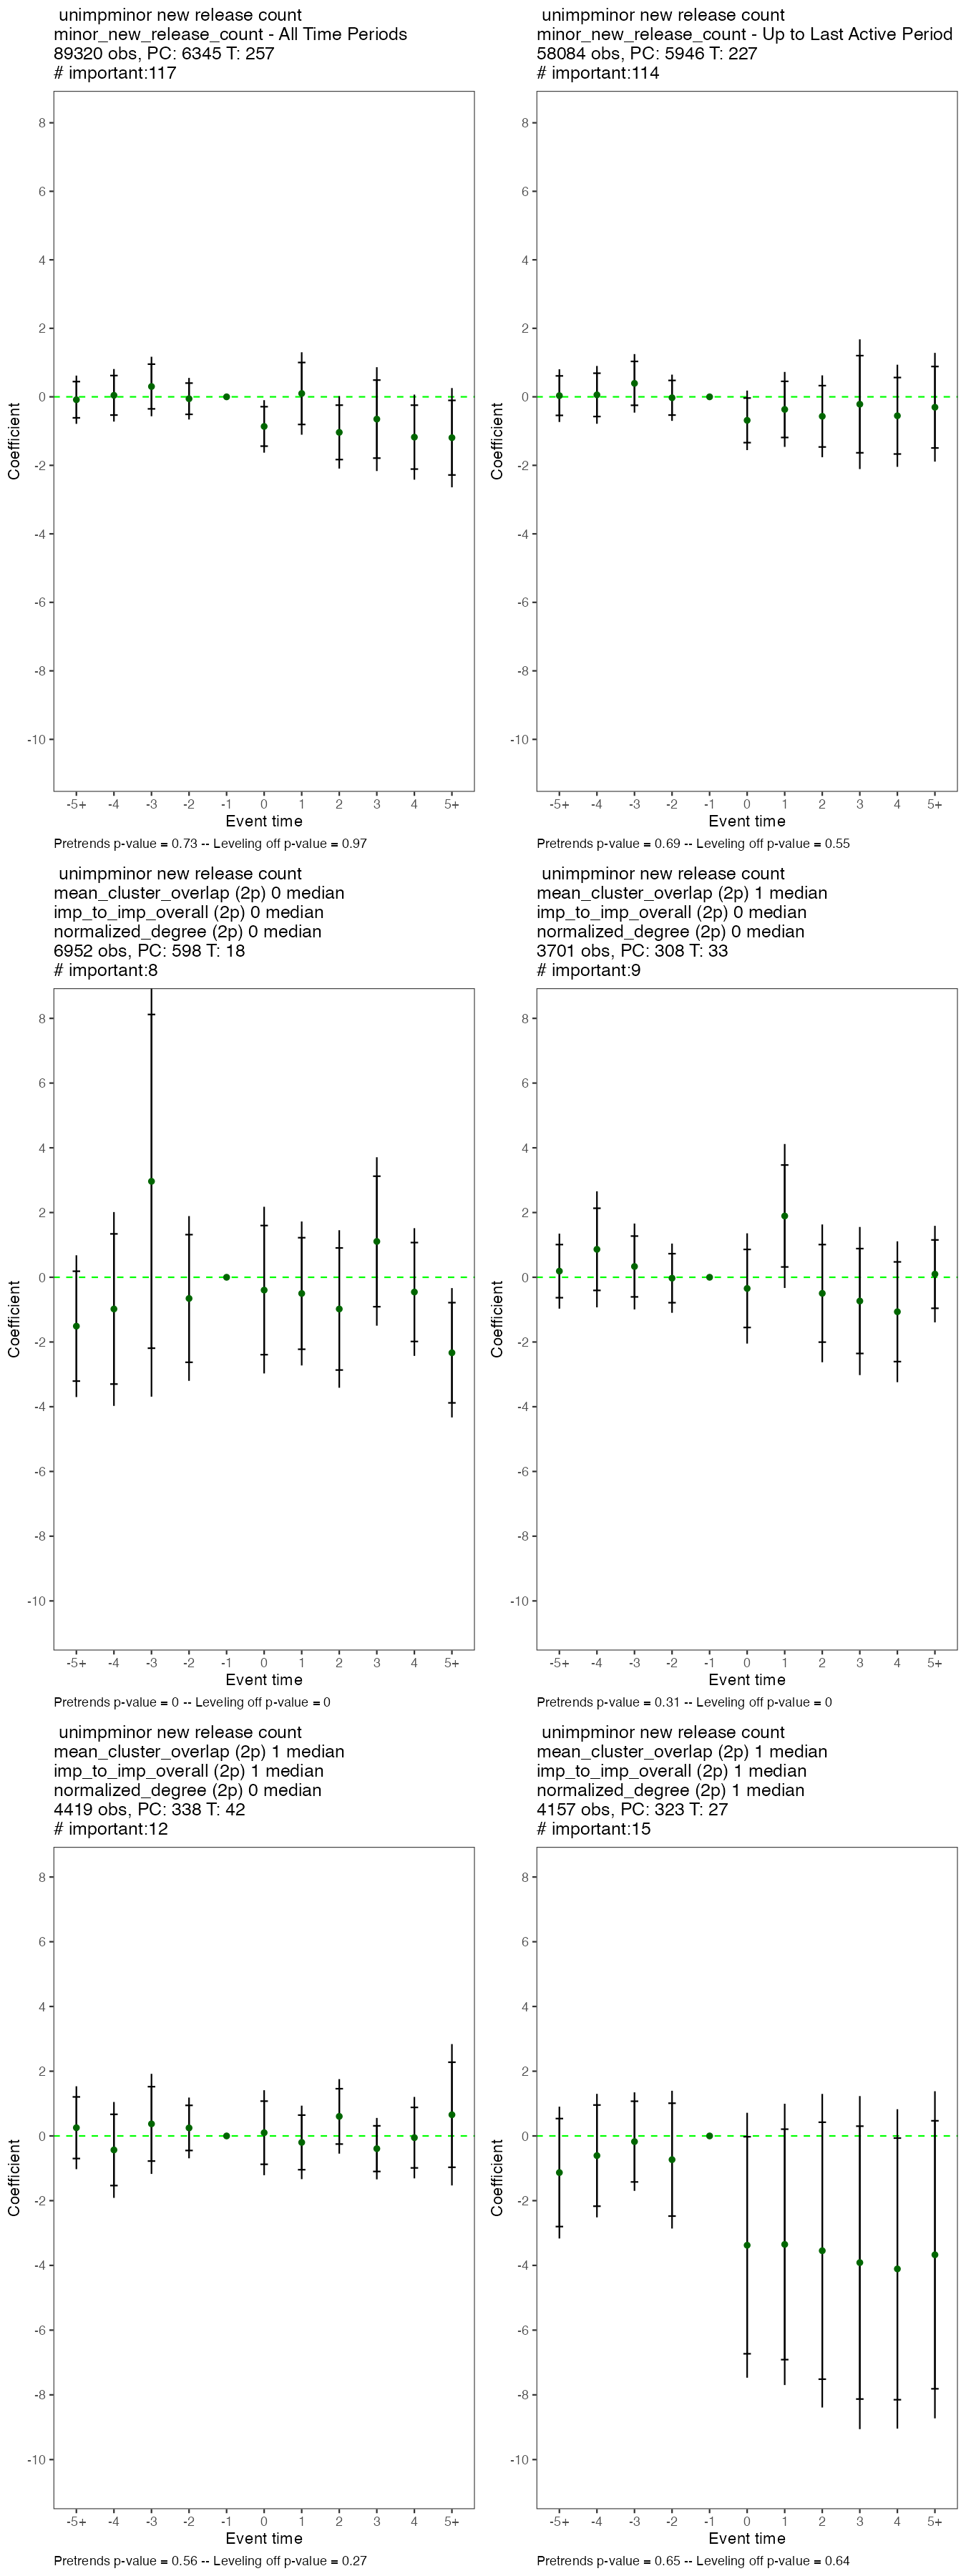 unimpminor new release count
minor_new_release_count - All Time Periods
89320 obs, PC: 6345 T: 257
# important:117
8
6
4
2
0
-2
-4
-6
-8
-10
Coefficient
-5+ -4 -3 -2 -1 0 1 2 3 4 5+
Event time
Pretrends p-value = 0.73 -- Leveling off p-value = 0.97
unimpminor new release count
minor_new_release_count - Up to Last Active Period
58084 obs, PC: 5946 T: 227
# important:114
8
6
4
2
0
-2
-4
-6
-8
-10
Coefficient
-5+ -4 -3 -2 -1 0 1 2 3 4 5+
Event time
Pretrends p-value = 0.69 -- Leveling off p-value = 0.55
unimpminor new release count
mean_cluster_overlap (2p) 0 median
imp_to_imp_overall (2p) 0 median
normalized_degree (2p) 0 median
6952 obs, PC: 598 T: 18
# important:8
8
6
4
2
0
-2
-4
-6
-8
-10
Coefficient
-5+ -4 -3 -2 -1 0 1 2 3 4 5+
Event time
Pretrends p-value = 0 -- Leveling off p-value = 0
unimpminor new release count
mean_cluster_overlap (2p) 1 median
imp_to_imp_overall (2p) 0 median
normalized_degree (2p) 0 median
3701 obs, PC: 308 T: 33
# important:9
8
6
4
2
0
-2
-4
-6
-8
-10
Coefficient
-5+ -4 -3 -2 -1 0 1 2 3 4 5+
Event time
Pretrends p-value = 0.31 -- Leveling off p-value = 0
unimpminor new release count
mean_cluster_overlap (2p) 1 median
imp_to_imp_overall (2p) 1 median
normalized_degree (2p) 0 median
4419 obs, PC: 338 T: 42
# important:12
8
6
4
2
0
-2
-4
-6
-8
-10
Coefficient
-5+ -4 -3 -2 -1 0 1 2 3 4 5+
Event time
Pretrends p-value = 0.56 -- Leveling off p-value = 0.27
unimpminor new release count
mean_cluster_overlap (2p) 1 median
imp_to_imp_overall (2p) 1 median
normalized_degree (2p) 1 median
4157 obs, PC: 323 T: 27
# important:15
8
6
4
2
0
-2
-4
-6
-8
-10
Coefficient
-5+ -4 -3 -2 -1 0 1 2 3 4 5+
Event time
Pretrends p-value = 0.65 -- Leveling off p-value = 0.64